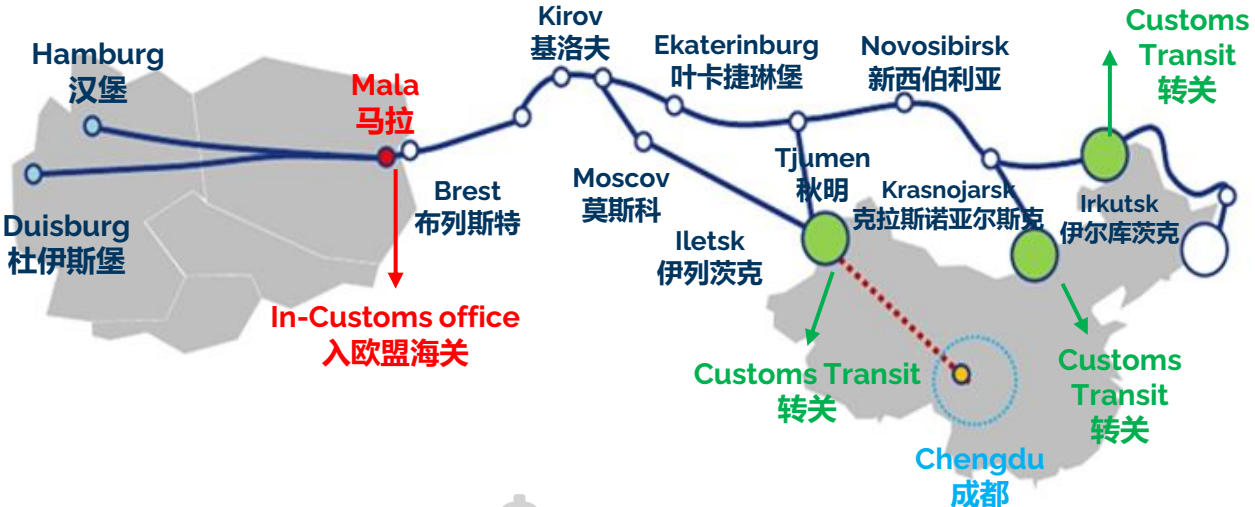 Hamburg
汉堡
Duisburg
杜伊斯堡
Mala
马拉
In-Customs office
入欧盟海关
Brest
布列斯特
Kirov
基洛夫
Moscov
莫斯科
Ekaterinburg
叶卡捷琳堡
Iletsk
伊列茨克
Tjumen
秋明
Novosibirsk
新西伯利亚
Krasnojarsk
克拉斯诺亚尔斯克
Irkutsk
伊尔库茨克
Customs
Transit
转关
Customs Transit
转关
Customs
Transit
转关
Chengdu
成都